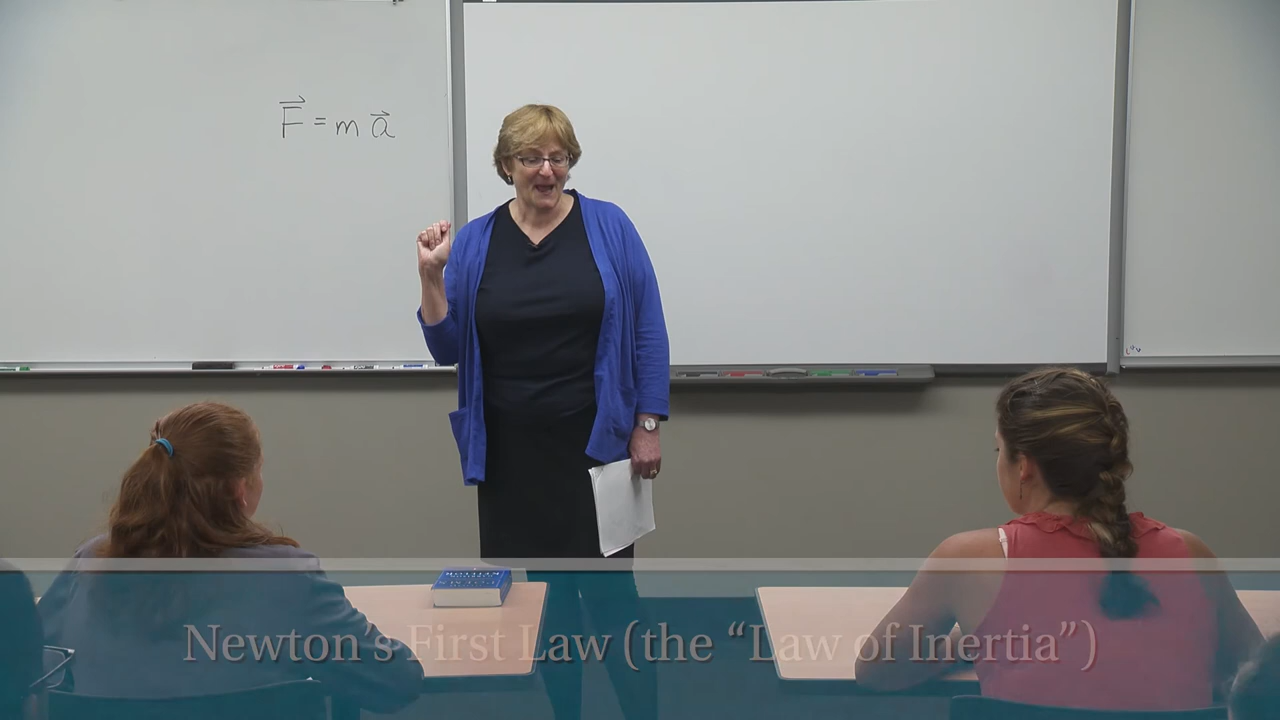 F⃗ = m a⃗
Newton's First Law (the “Law of Inertia”)